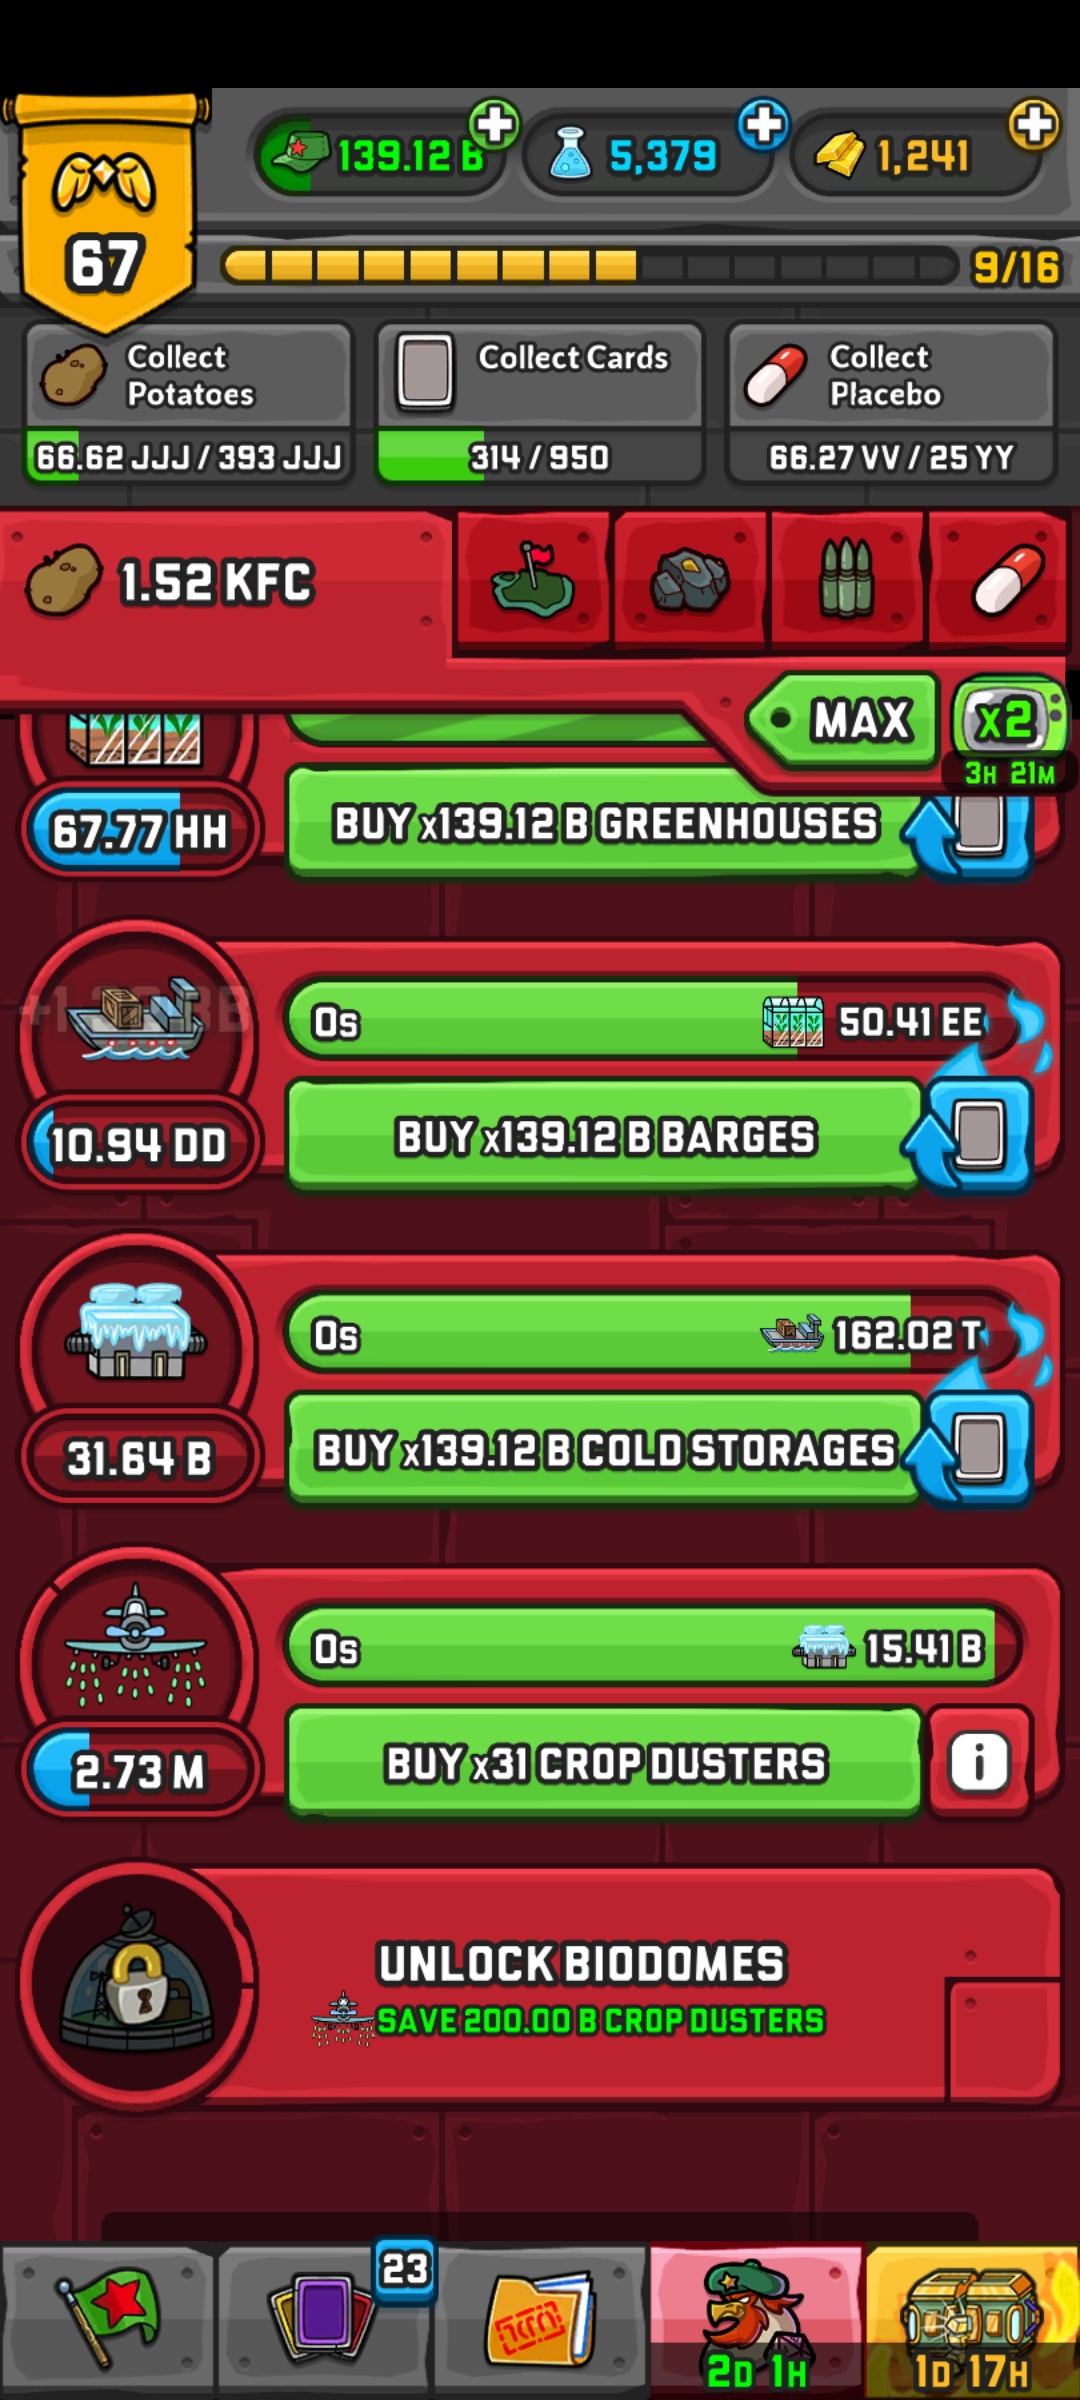 139.12 B
5,379
1,241
67
9/16
Collect
Potatoes
66.62 JJJ / 393 JJJ
Collect Cards
314 / 950
Collect
Placebo
66.27 VV / 25 YY
1.52 KFC
MAX
x2
3H 21M
67.77 HH
BUY x139.12 B GREENHOUSES
0s
50.41 EE
10.94 DD
BUY x139.12 B BARGES
0s
162.02 T
31.64 B
BUY x139.12 B COLD STORAGES
0s
15.41 B
2.73 M
BUY x31 CROP DUSTERS
i
UNLOCK BIODOMES
SAVE 200.00 B CROP DUSTERS
23
2D 1H
1D 17H